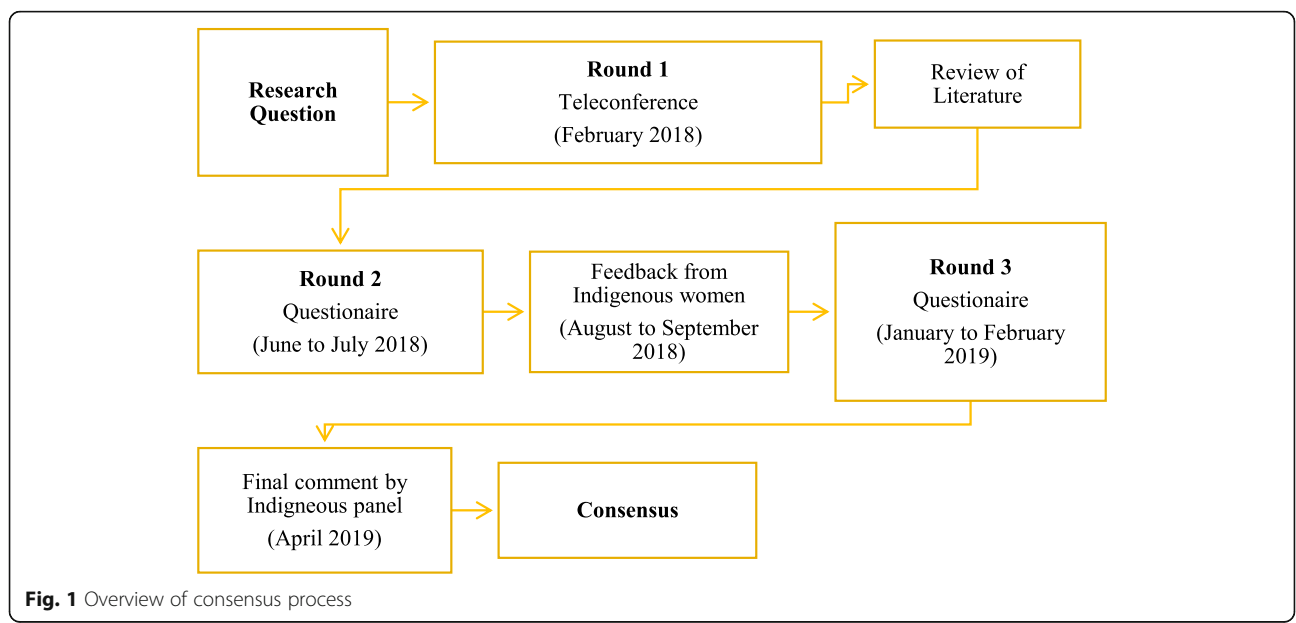 Research
Question
Round 1
Teleconference
(February 2018)
Review of
Literature
Round 2
Questionaire
(June to July 2018)
Feedback from
Indigenous women
(August to September
2018)
Round 3
Questionaire
(January to February
2019)
Final comment by
Indigneous panel
(April 2019)
Consensus
Fig. 1 Overview of consensus process